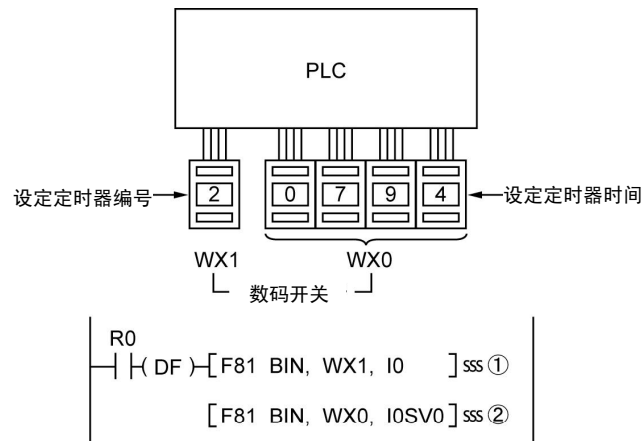 PLC
设定定时器编号
2
0 7 9 4
设定定时器时间
WX1
WX0
数码开关
R0
( DF ) [ F81 BIN, WX1, I0 ] sss ①
[ F81 BIN, WX0, I0SV0 ] sss ②